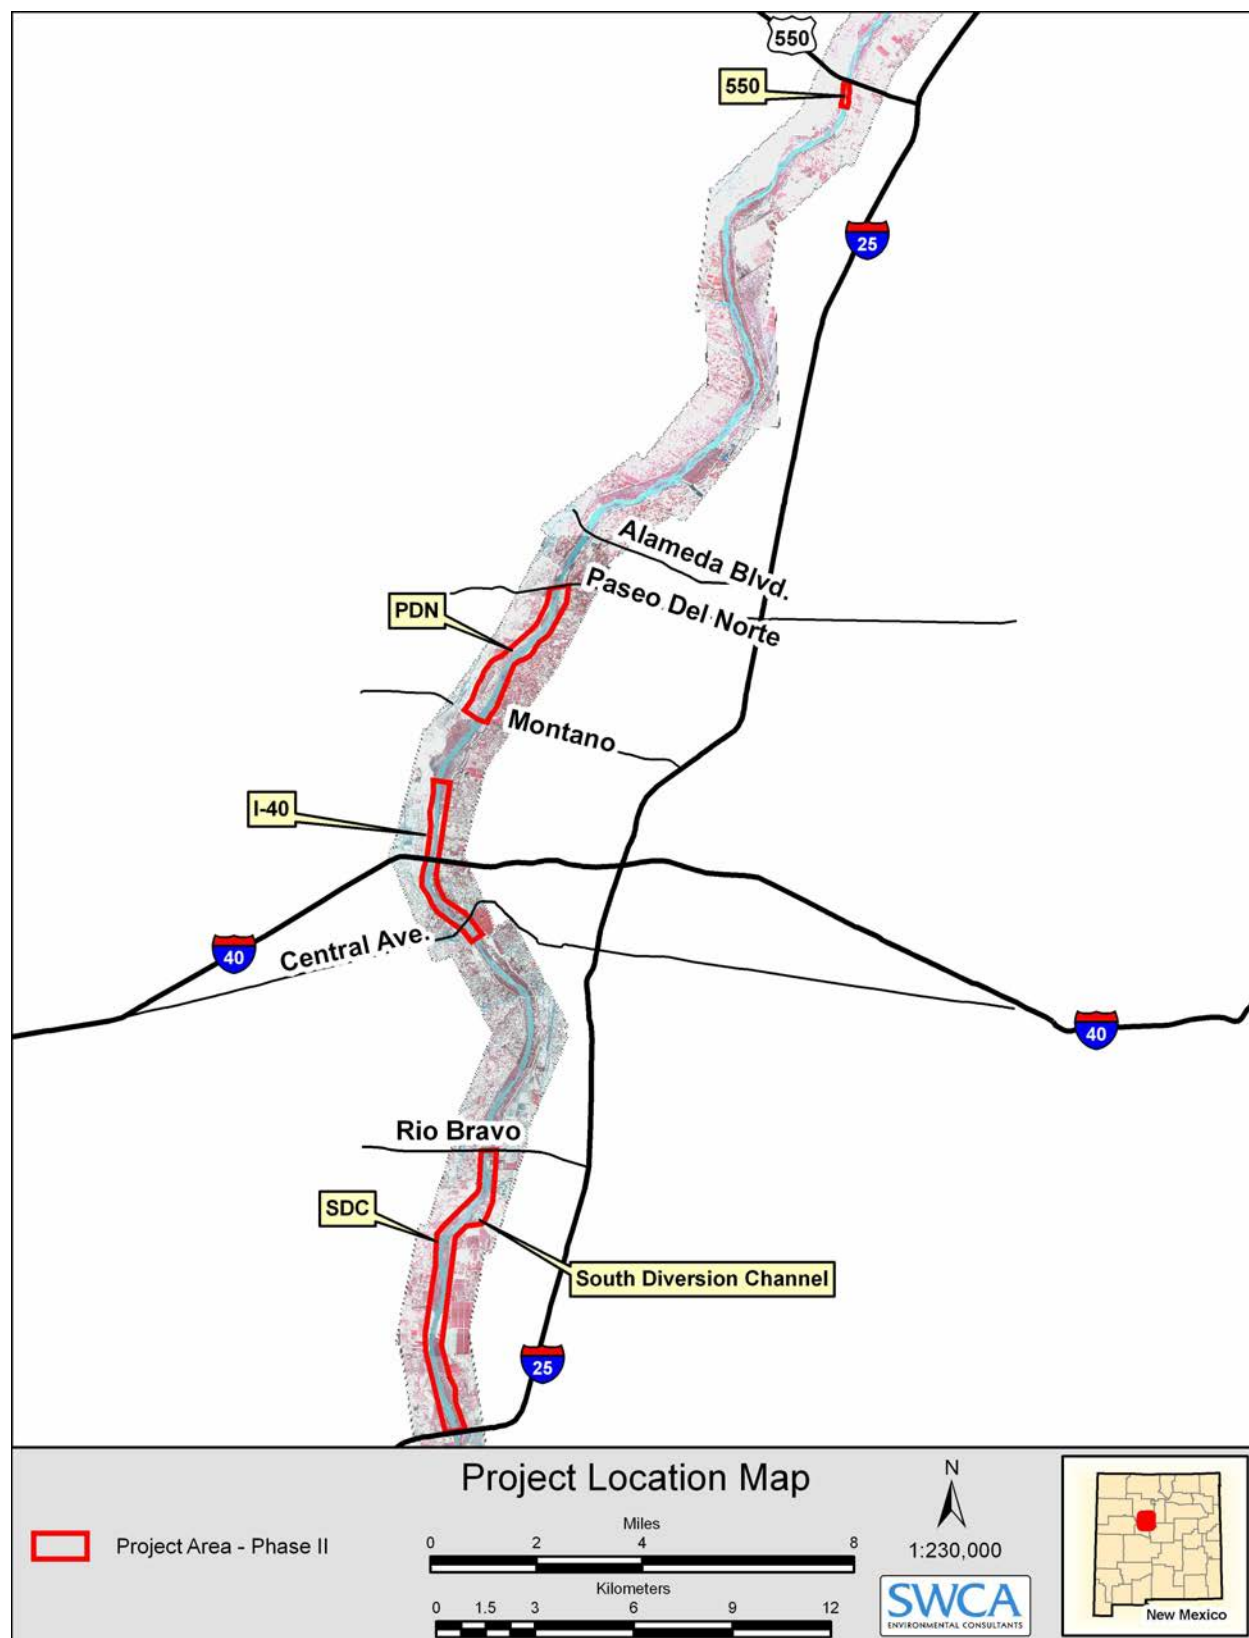 550
550
25
Alameda Blvd.
Paseo Del Norte
PDN
Montano
I-40
Central Ave.
40
40
Rio Bravo
SDC
South Diversion Channel
25
Project Location Map
Project Area - Phase II
Miles
0 2 4 8
Kilometers
0 1.5 3 6 9 12
N
1:230,000
SWCA
ENVIRONMENTAL CONSULTANTS
New Mexico